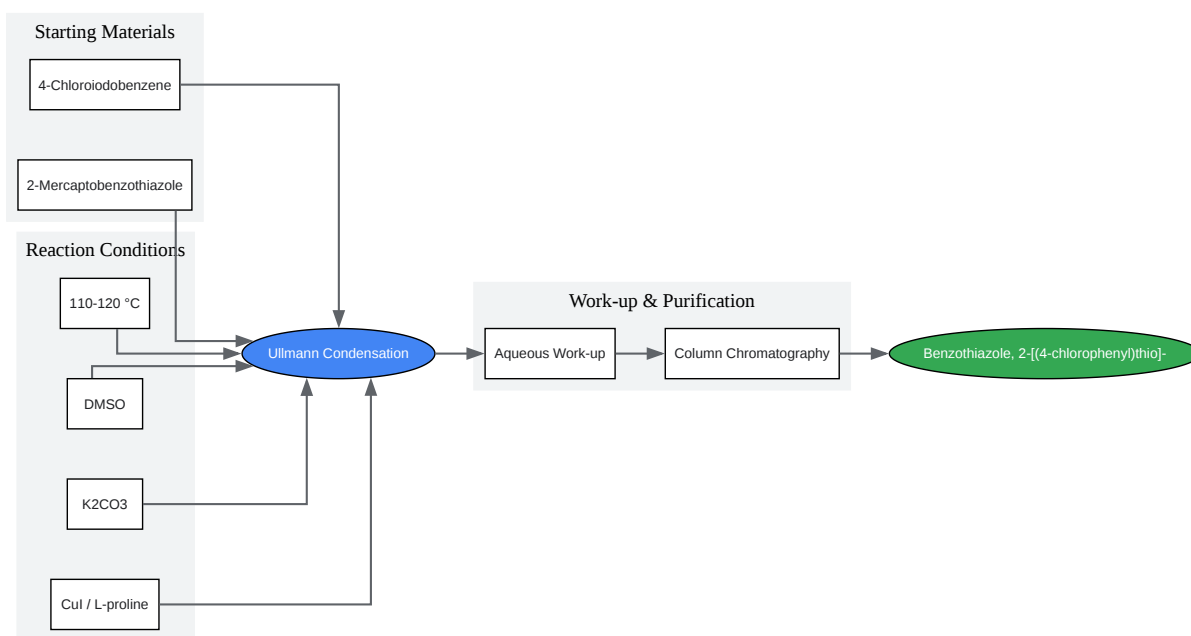 Starting Materials
4-Chloroiodobenzene
2-Mercaptobenzothiazole
Reaction Conditions
110-120 °C
DMSO
K2CO3
CuI / L-proline
Ullmann Condensation
Work-up & Purification
Aqueous Work-up
Column Chromatography
Benzothiazole, 2-[(4-chlorophenyl)thio]-